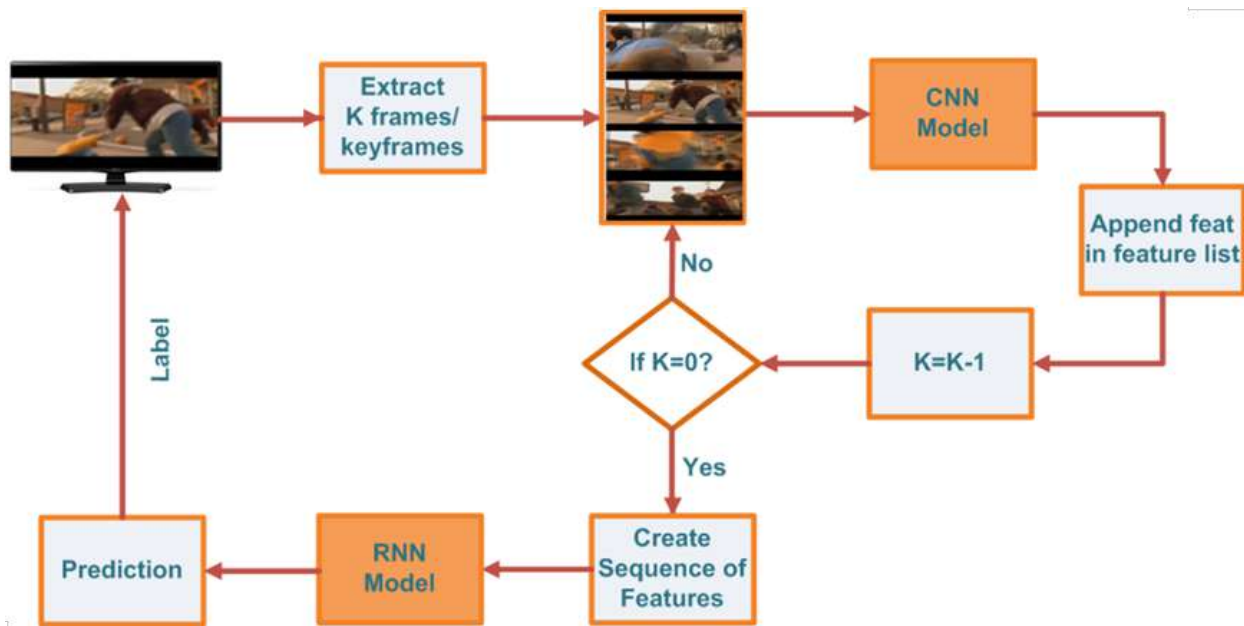 Extract
K frames/
keyframes
CNN
Model
Append feat
in feature list
No
If K=0?
K=K-1
Label
Yes
Prediction
RNN
Model
Create
Sequence of
Features